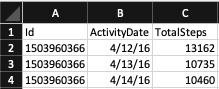 A B C
1 Id ActivityDate TotalSteps
2 1503960366 4/12/16 13162
3 1503960366 4/13/16 10735
4 1503960366 4/14/16 10460